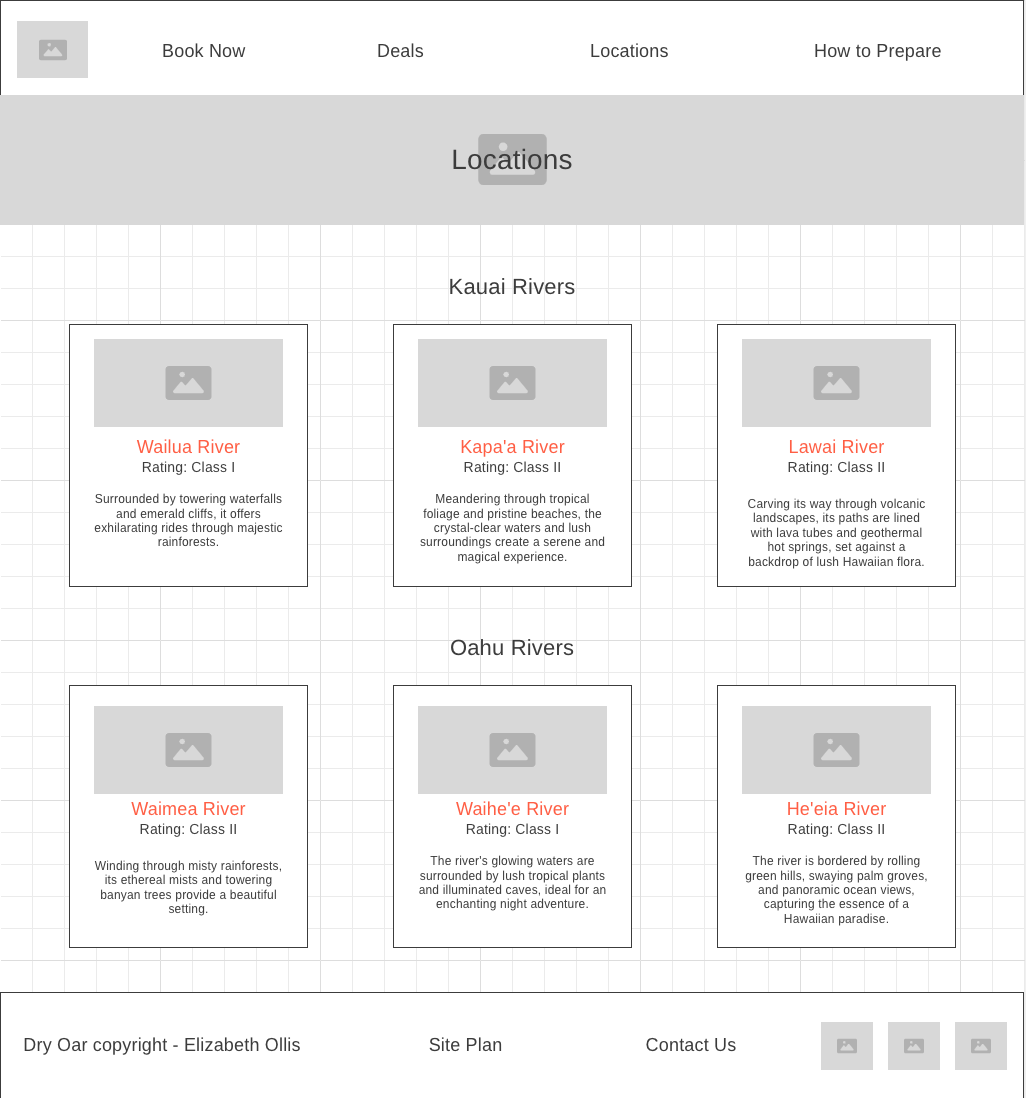 Book Now
Deals
Locations
How to Prepare
Locations
Kauai Rivers
Wailua River
Rating: Class I
Surrounded by towering waterfalls
and emerald cliffs, it offers
exhilarating rides through majestic
rainforests.
Kapa'a River
Rating: Class II
Meandering through tropical
foliage and pristine beaches, the
crystal-clear waters and lush
surroundings create a serene and
magical experience.
Lawai River
Rating: Class II
Carving its way through volcanic
landscapes, its paths are lined
with lava tubes and geothermal
hot springs, set against a
backdrop of lush Hawaiian flora.
Oahu Rivers
Waimea River
Rating: Class II
Winding through misty rainforests,
its ethereal mists and towering
banyan trees provide a beautiful
setting.
Waihe'e River
Rating: Class I
The river's glowing waters are
surrounded by lush tropical plants
and illuminated caves, ideal for an
enchanting night adventure.
He'eia River
Rating: Class II
The river is bordered by rolling
green hills, swaying palm groves,
and panoramic ocean views,
capturing the essence of a
Hawaiian paradise.
Dry Oar copyright - Elizabeth Ollis
Site Plan
Contact Us